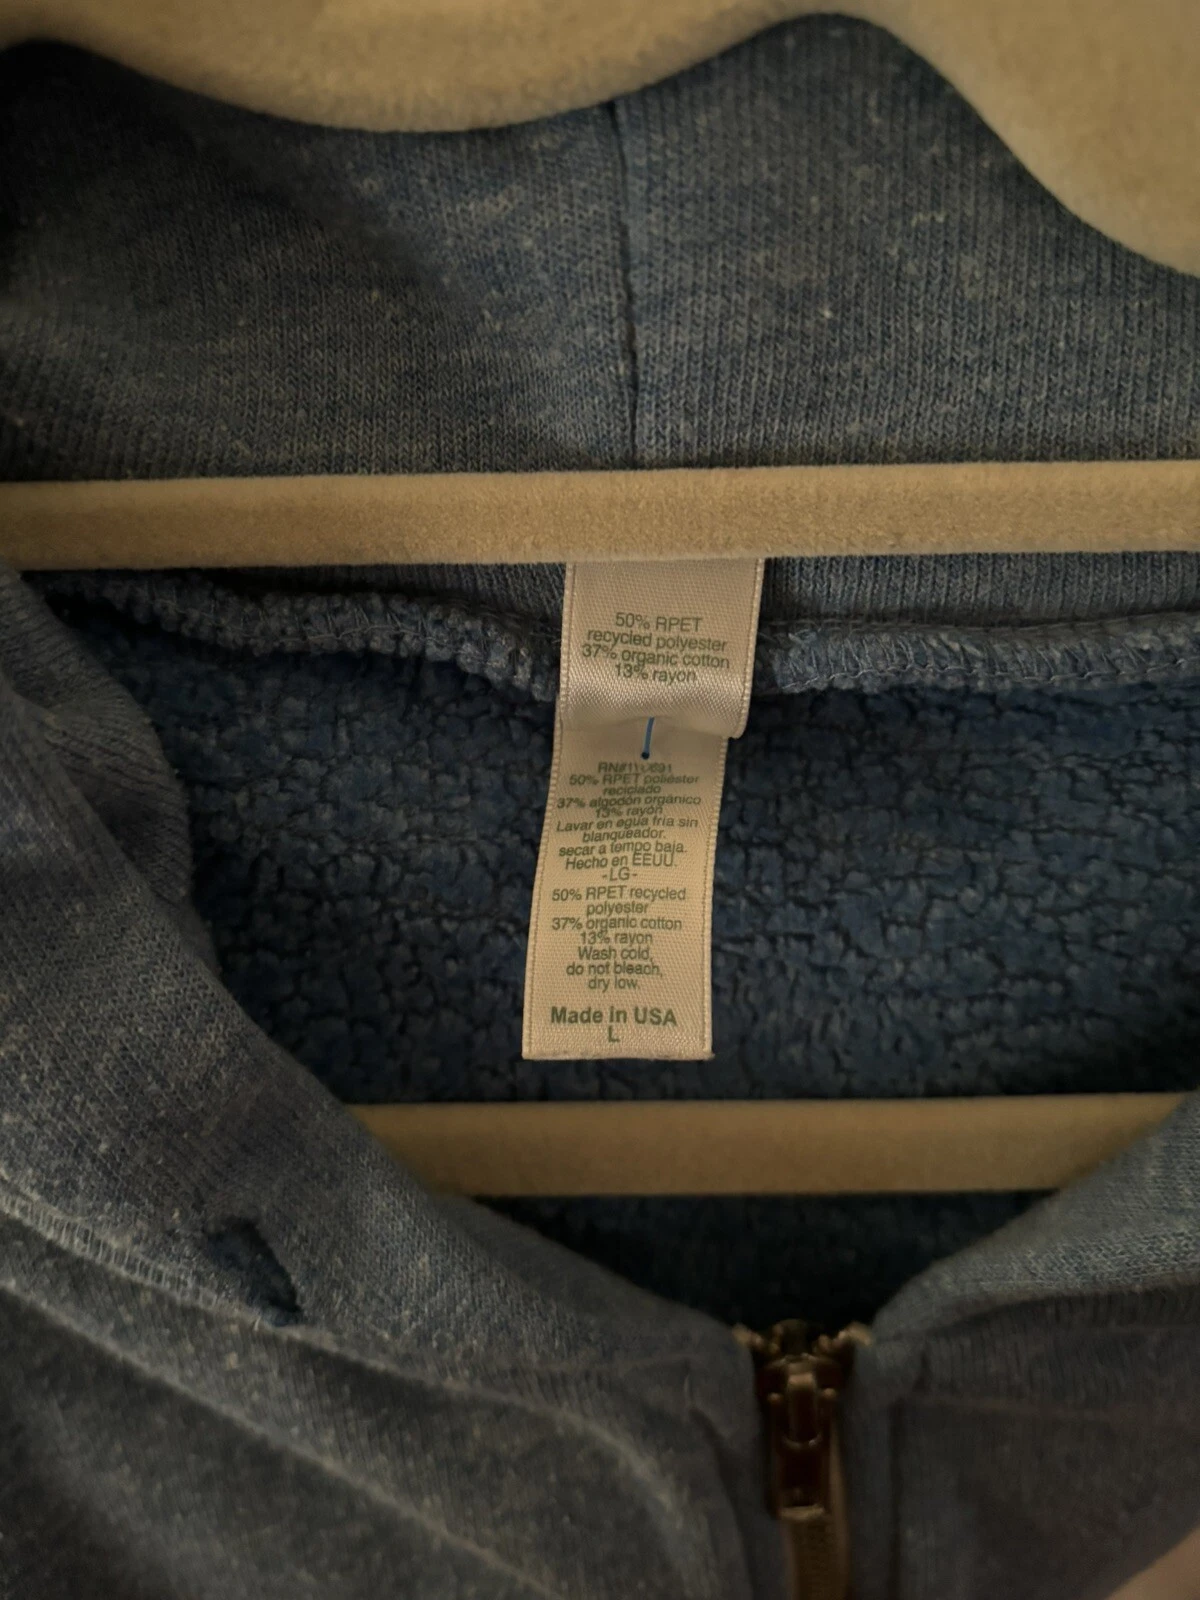 50% RPET
recycled polyester
37% organic cotton
13% rayon
50% RPET poliéster
reciclado
37% algodón orgánico
13% rayón
Lavar en agua fria sin
blanqueador.
secar a tempo baja.
Hecho en EEUU.
-LG-
50% RPET recycled
polyester
37% organic cotton
13% rayon
Wash cold,
do not bleach,
dry low.
Made in USA
L